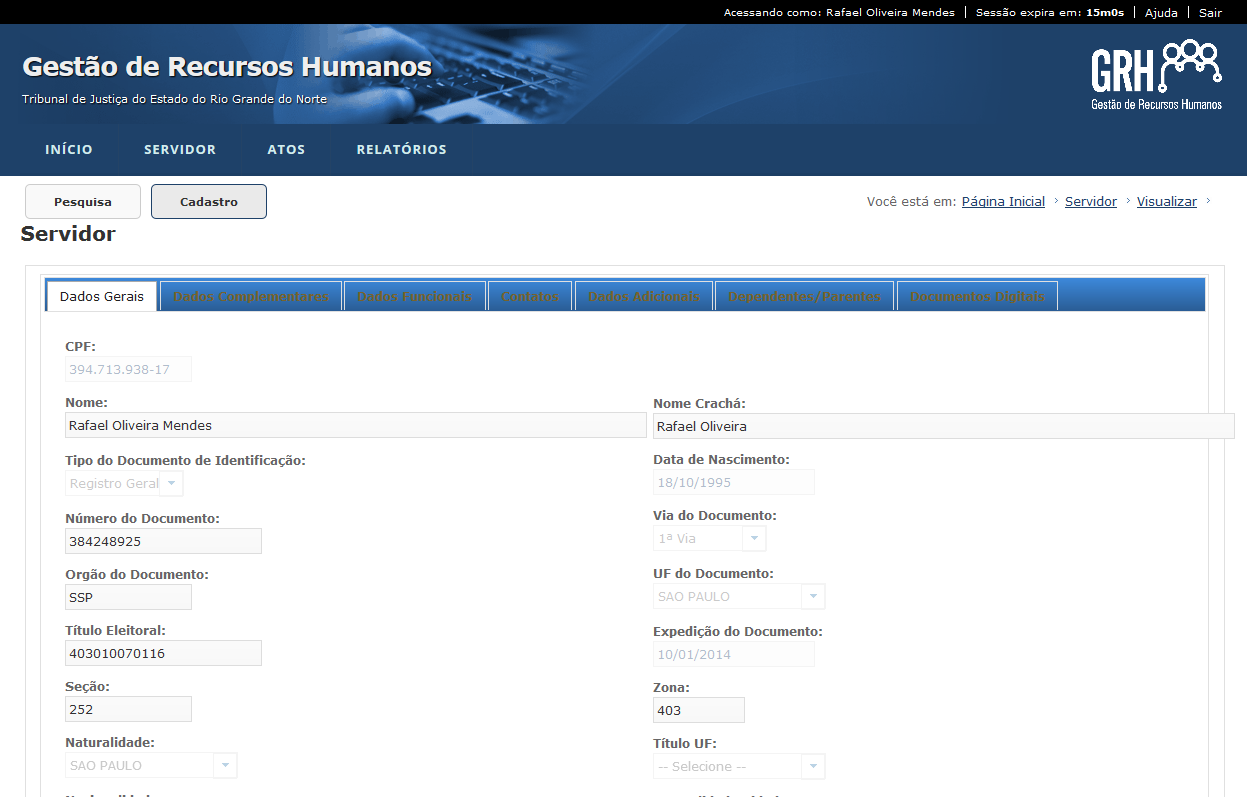 Acessando como: Rafael Oliveira Mendes | Sessão expira em: 15m0s | Ajuda | Sair
Gestão de Recursos Humanos
Tribunal de Justiça do Estado do Rio Grande do Norte
GRH
Gestão de Recursos Humanos
INÍCIO SERVIDOR ATOS RELATÓRIOS
Pesquisa Cadastro
Você está em: Página Inicial > Servidor > Visualizar >
Servidor
Dados Gerais Dados Complementares Dados Funcionais Contatos Dados Adicionais Dependentes/Parentes Documentos Digitais
CPF:
394.713.938-17
Nome: Nome Crachá:
Rafael Oliveira Mendes Rafael Oliveira
Tipo do Documento de Identificação: Data de Nascimento:
Registro Geral 18/10/1995
Número do Documento: Via do Documento:
384248925 1ª Via
Orgão do Documento: UF do Documento:
SSP SAO PAULO
Título Eleitoral: Expedição do Documento:
403010070116 10/01/2014
Seção: Zona:
252 403
Naturalidade: Título UF:
SAO PAULO -- Selecione --